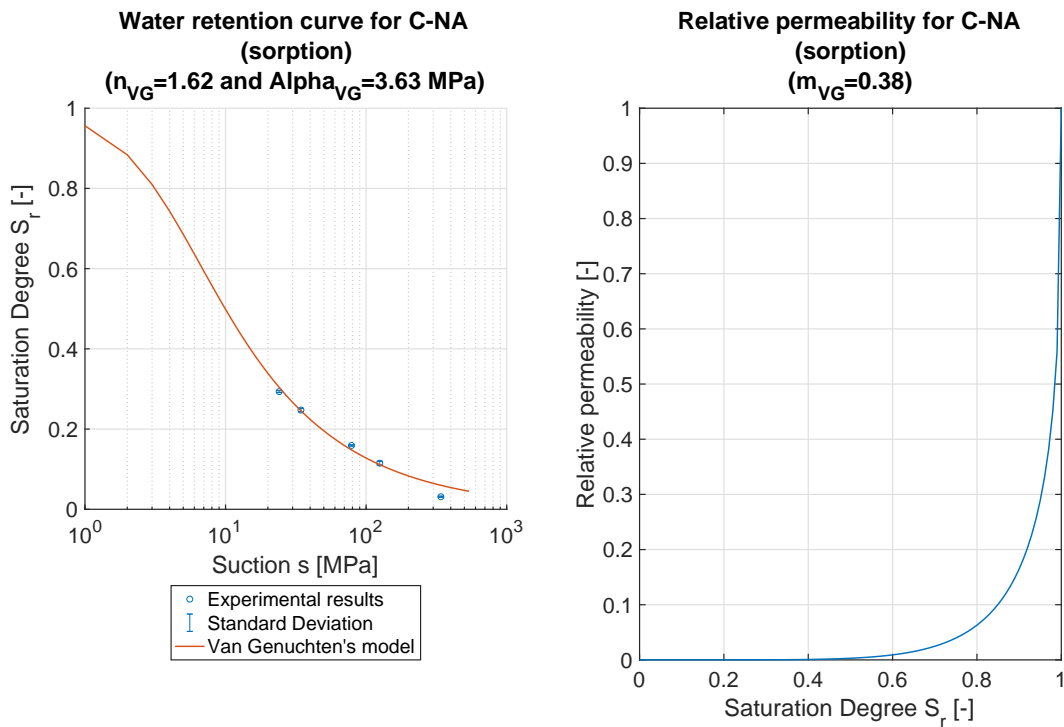 Water retention curve for C-NA
(sorption)
(n_VG=1.62 and Alpha_VG=3.63 MPa)
1
0.8
0.6
0.4
0.2
0
Saturation Degree S_r [-]
10^0
10^1
10^2
10^3
Suction s [MPa]
Experimental results
Standard Deviation
Van Genuchten's model
Relative permeability for C-NA
(sorption)
(m_VG=0.38)
1
0.9
0.8
0.7
0.6
0.5
0.4
0.3
0.2
0.1
0
Relative permeability [-]
0
0.2
0.4
0.6
0.8
1
Saturation Degree S_r [-]